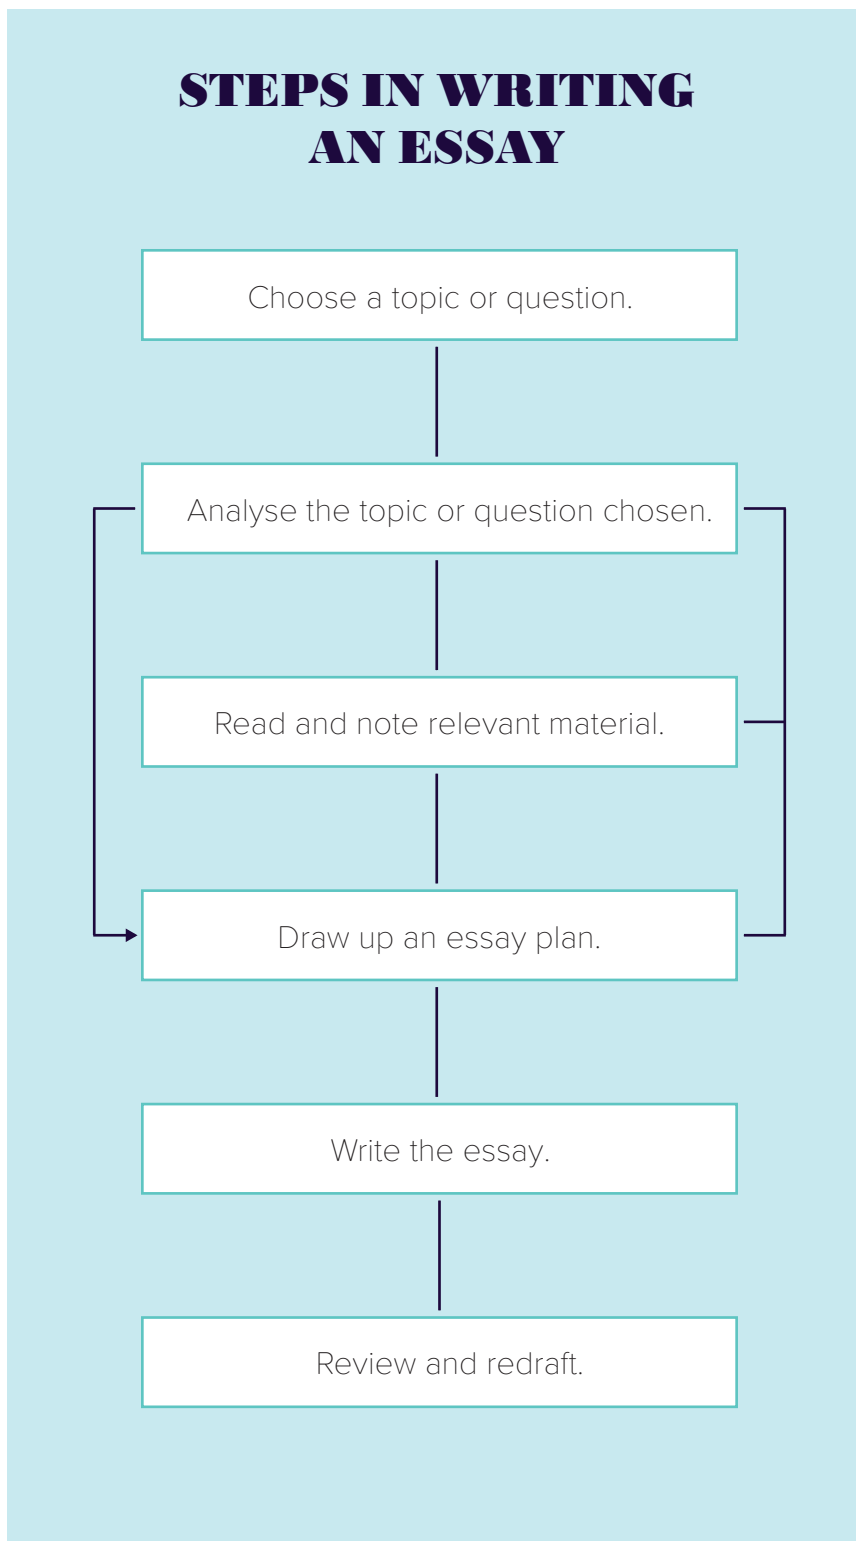 STEPS IN WRITING
AN ESSAY
Choose a topic or question.
Analyse the topic or question chosen.
Read and note relevant material.
Draw up an essay plan.
Write the essay.
Review and redraft.